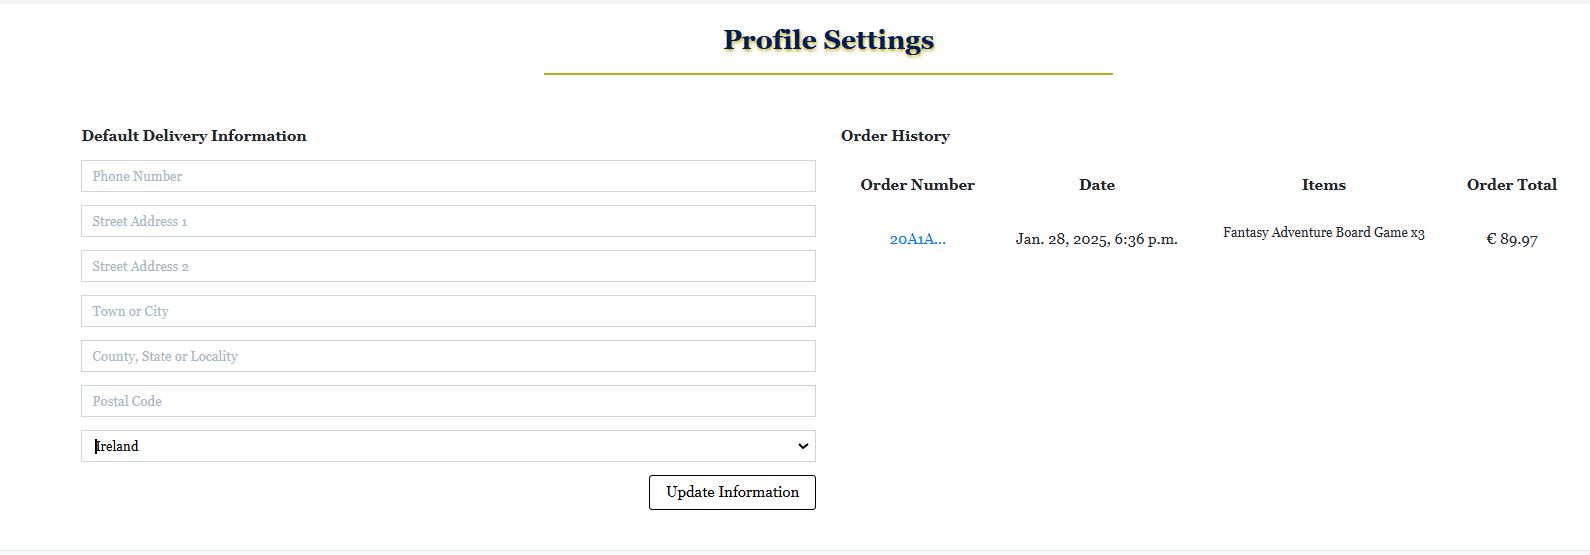 Profile Settings
Default Delivery Information
Phone Number
Street Address 1
Street Address 2
Town or City
County, State or Locality
Postal Code
Ireland
Update Information
Order History
Order Number Date Items Order Total
20A1A... Jan. 28, 2025, 6:36 p.m. Fantasy Adventure Board Game x3 € 89.97